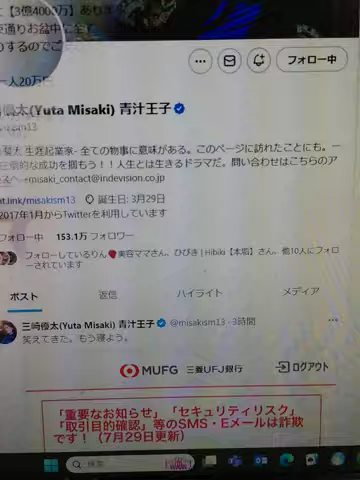 【3億4000万】あり
通りお盆中に全
りするのでご
一人20万円
フォロー中
優太(Yuta Misaki) 青汁王子
生涯起業家- 全ての物事に意味がある。このページに訪れたことにも。一
倒的な成功を掴もう！！人生とは生きるドラマだ。問い合わせはこちらのア
misaki_contact@indevision.co.jp
t.link/misakism13 誕生日: 3月29日
2017年1月からTwitterを利用しています
フォロー中 153.1万 フォロワー
フォローしているりん 美容ママさん、ひびき | Hibiki【本垢】さん、他10人にフォロ
ーされています
ポスト 返信 ハイライト メディア
三崎優太(Yuta Misaki) 青汁王子 @misakism13・3時間
笑えてきた。もう寝よう。
MUFG 三菱UFJ銀行 ログアウト
「重要なお知らせ」「セキュリティリスク」
「取引目的確認」等のSMS・Eメールは詐欺
です！（7月29日更新）
検索